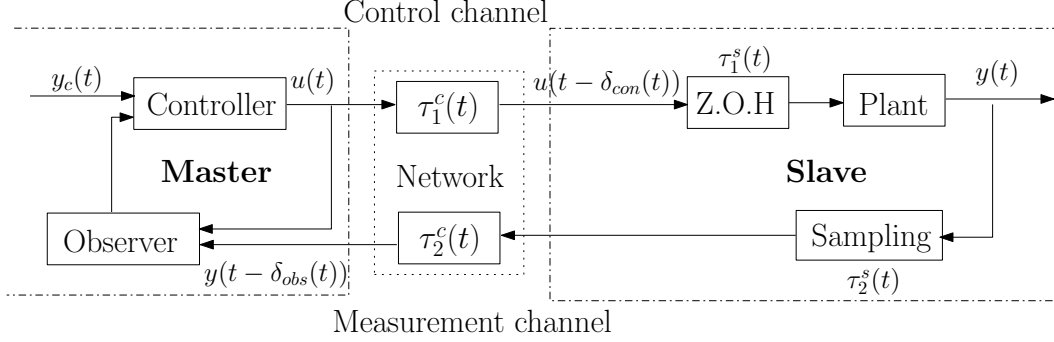 Control channel
y_c(t)
Controller
u(t)
τ_1^c(t)
u(t − δ_con(t))
τ_1^s(t)
Z.O.H
Plant
y(t)
Master
Network
Slave
Observer
τ_2^c(t)
Sampling
y(t − δ_obs(t))
τ_2^s(t)
Measurement channel